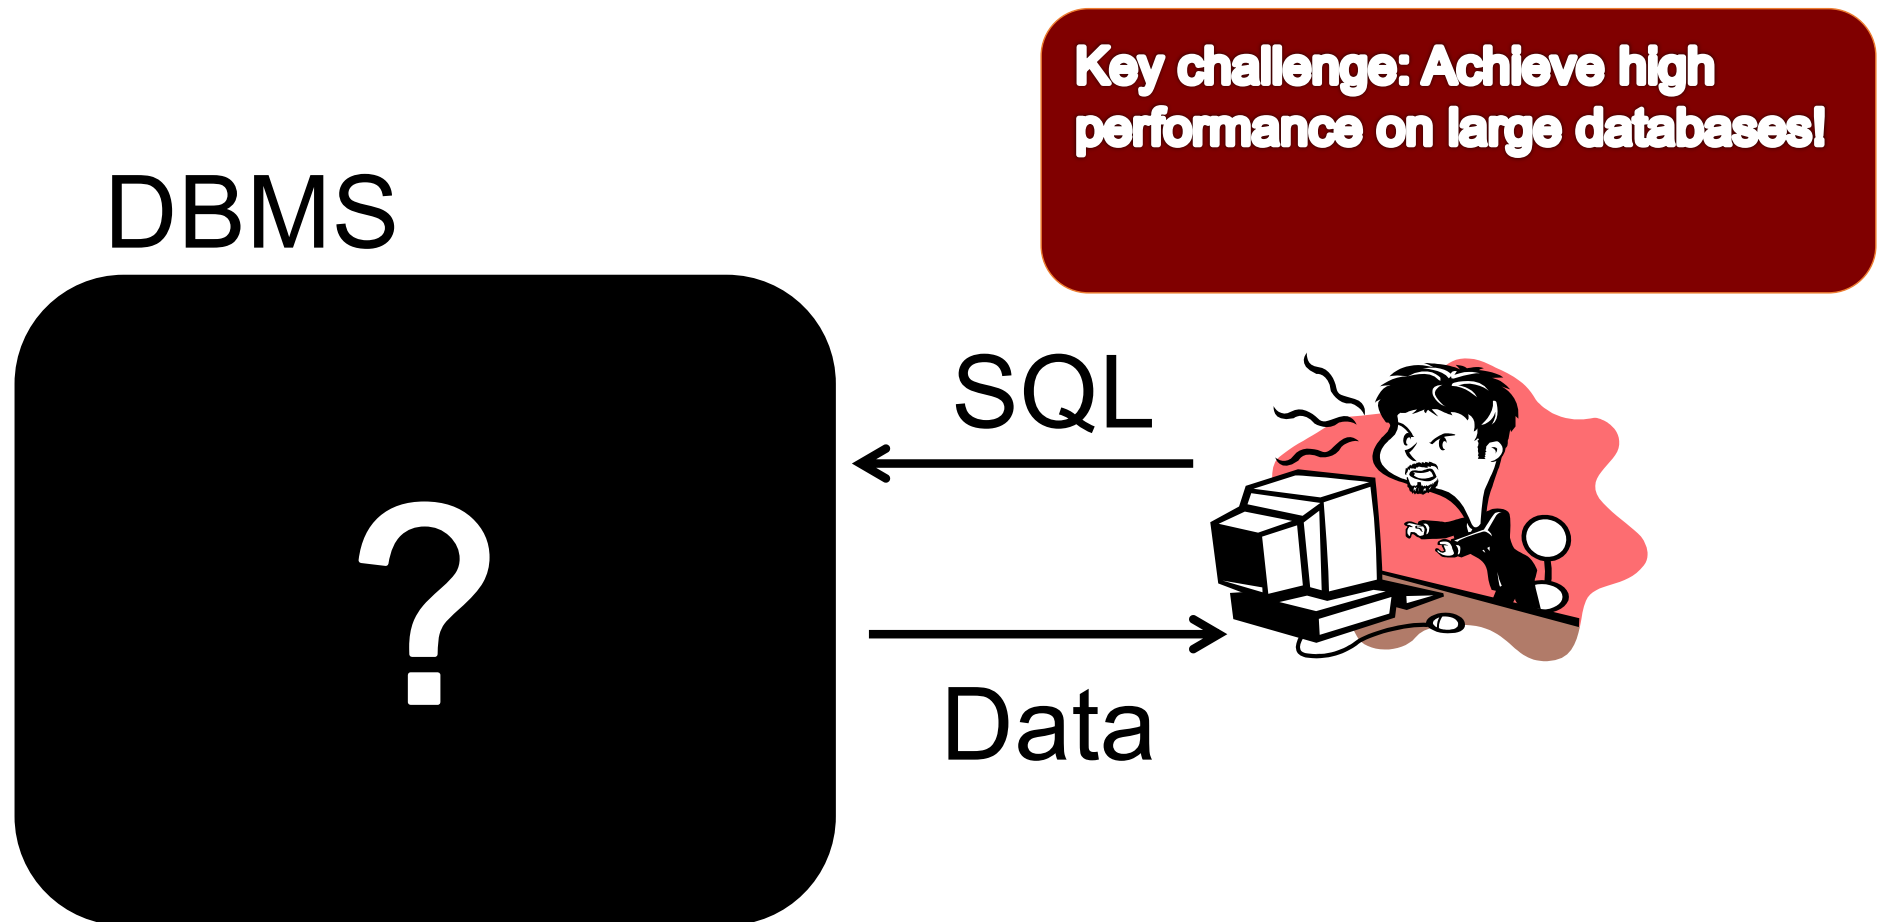 Key challenge: Achieve high
performance on large databases!
DBMS
SQL
?
Data